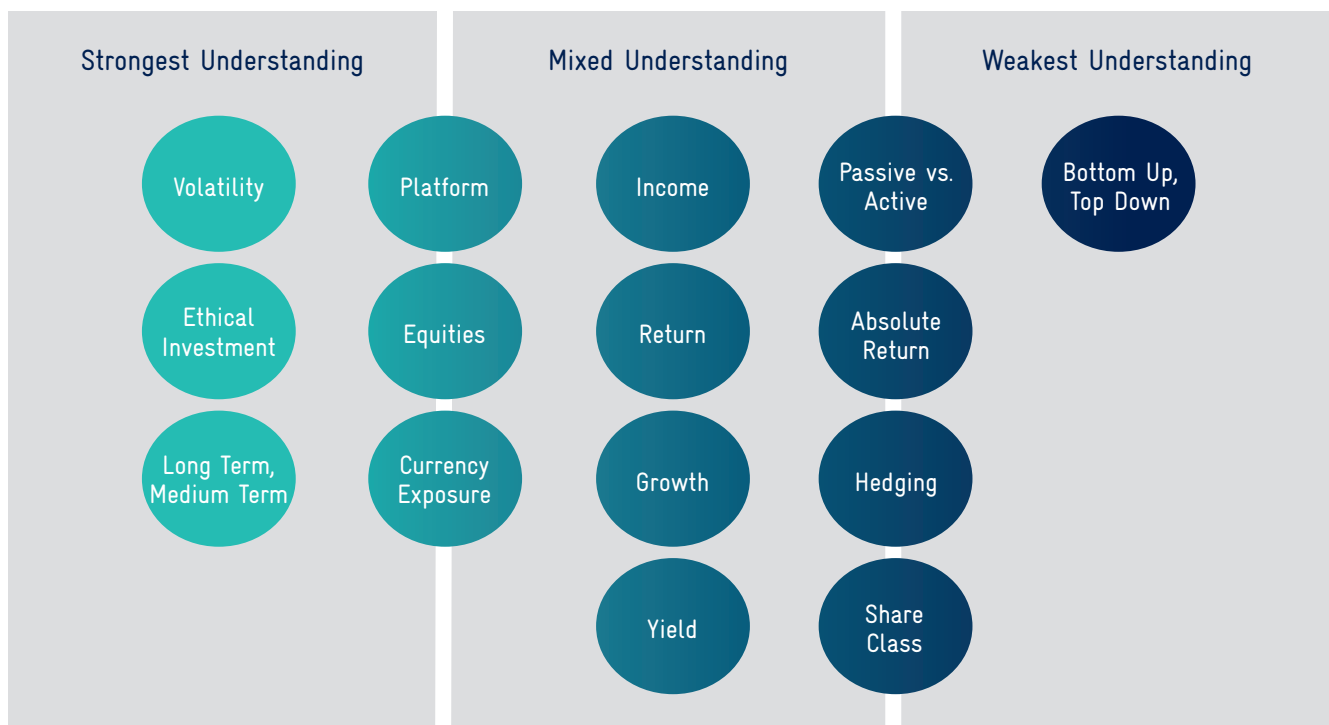 Strongest Understanding
Mixed Understanding
Weakest Understanding
Volatility
Platform
Income
Passive vs.
Active
Bottom Up,
Top Down
Ethical
Investment
Equities
Return
Absolute
Return
Long Term,
Medium Term
Currency
Exposure
Growth
Hedging
Yield
Share
Class